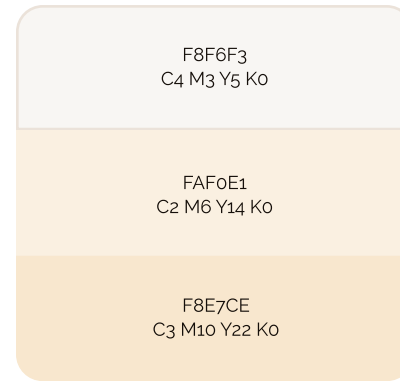 F8F6F3
C4 M3 Y5 K0
FAF0E1
C2 M6 Y14 K0
F8E7CE
C3 M10 Y22 K0